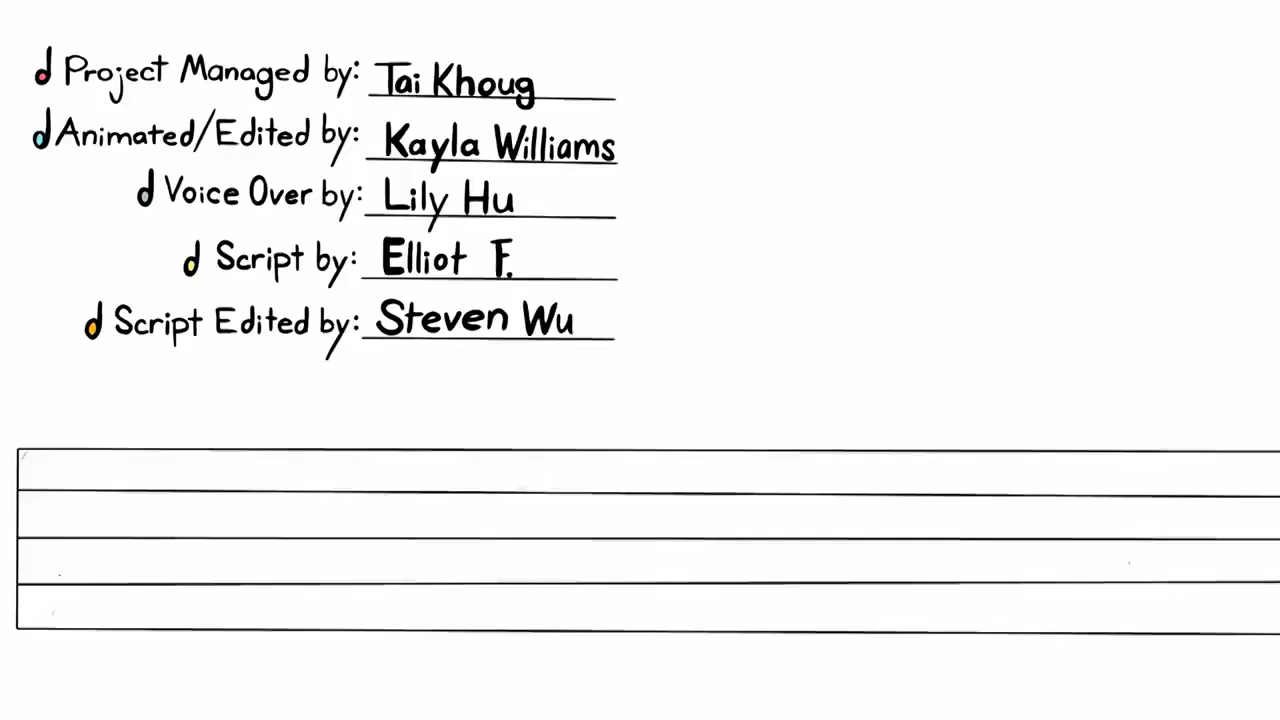 Project Managed by: Tai Khoug
Animated/Edited by: Kayla Williams
Voice Over by: Lily Hu
Script by: Elliot F.
Script Edited by: Steven Wu